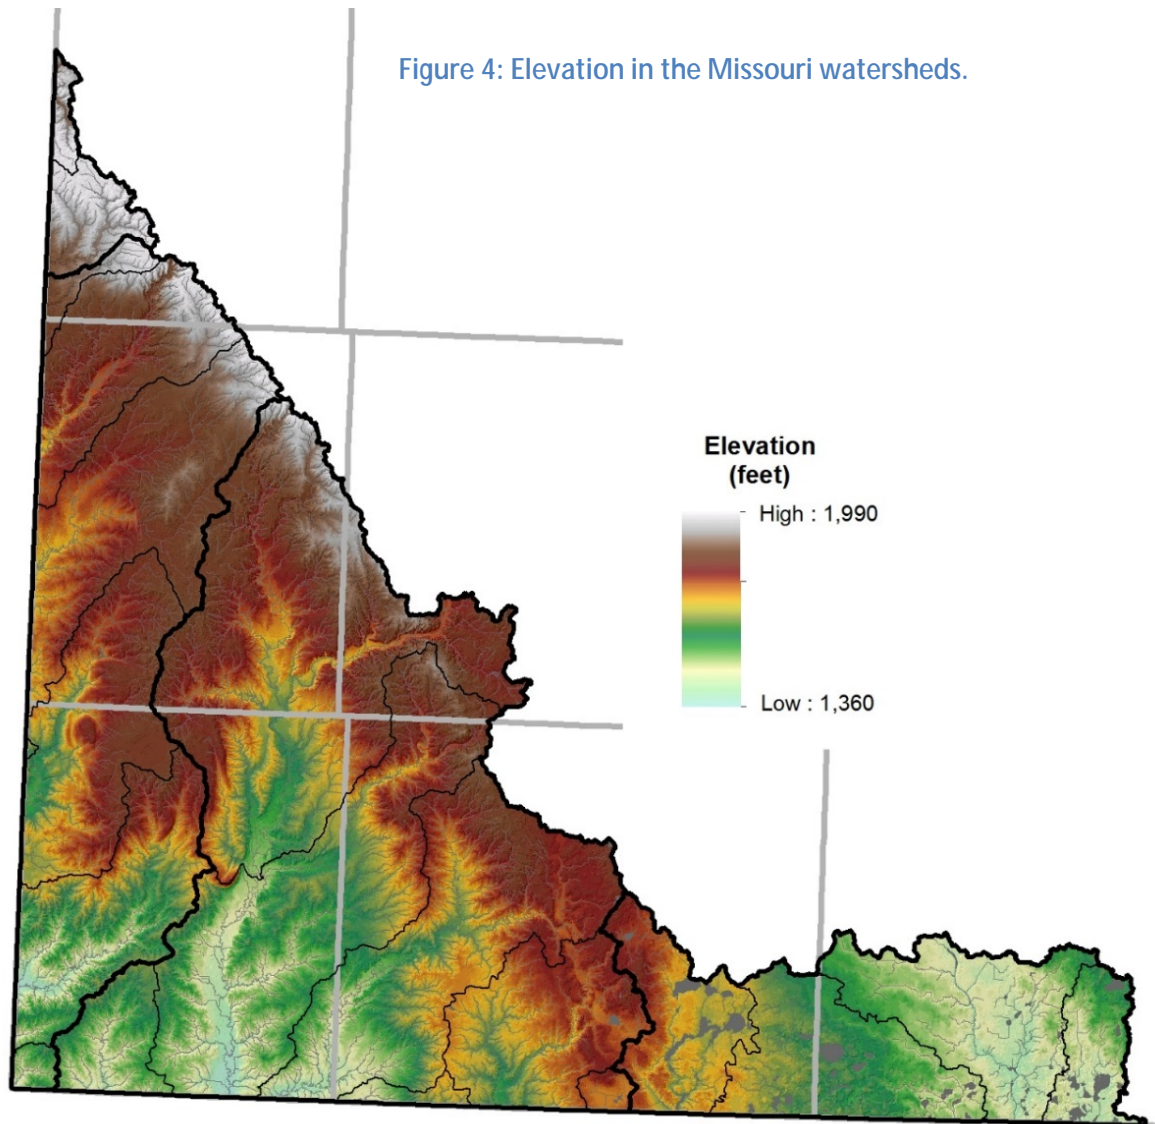 Figure 4: Elevation in the Missouri watersheds.
Elevation
(feet)
High : 1,990
Low : 1,360